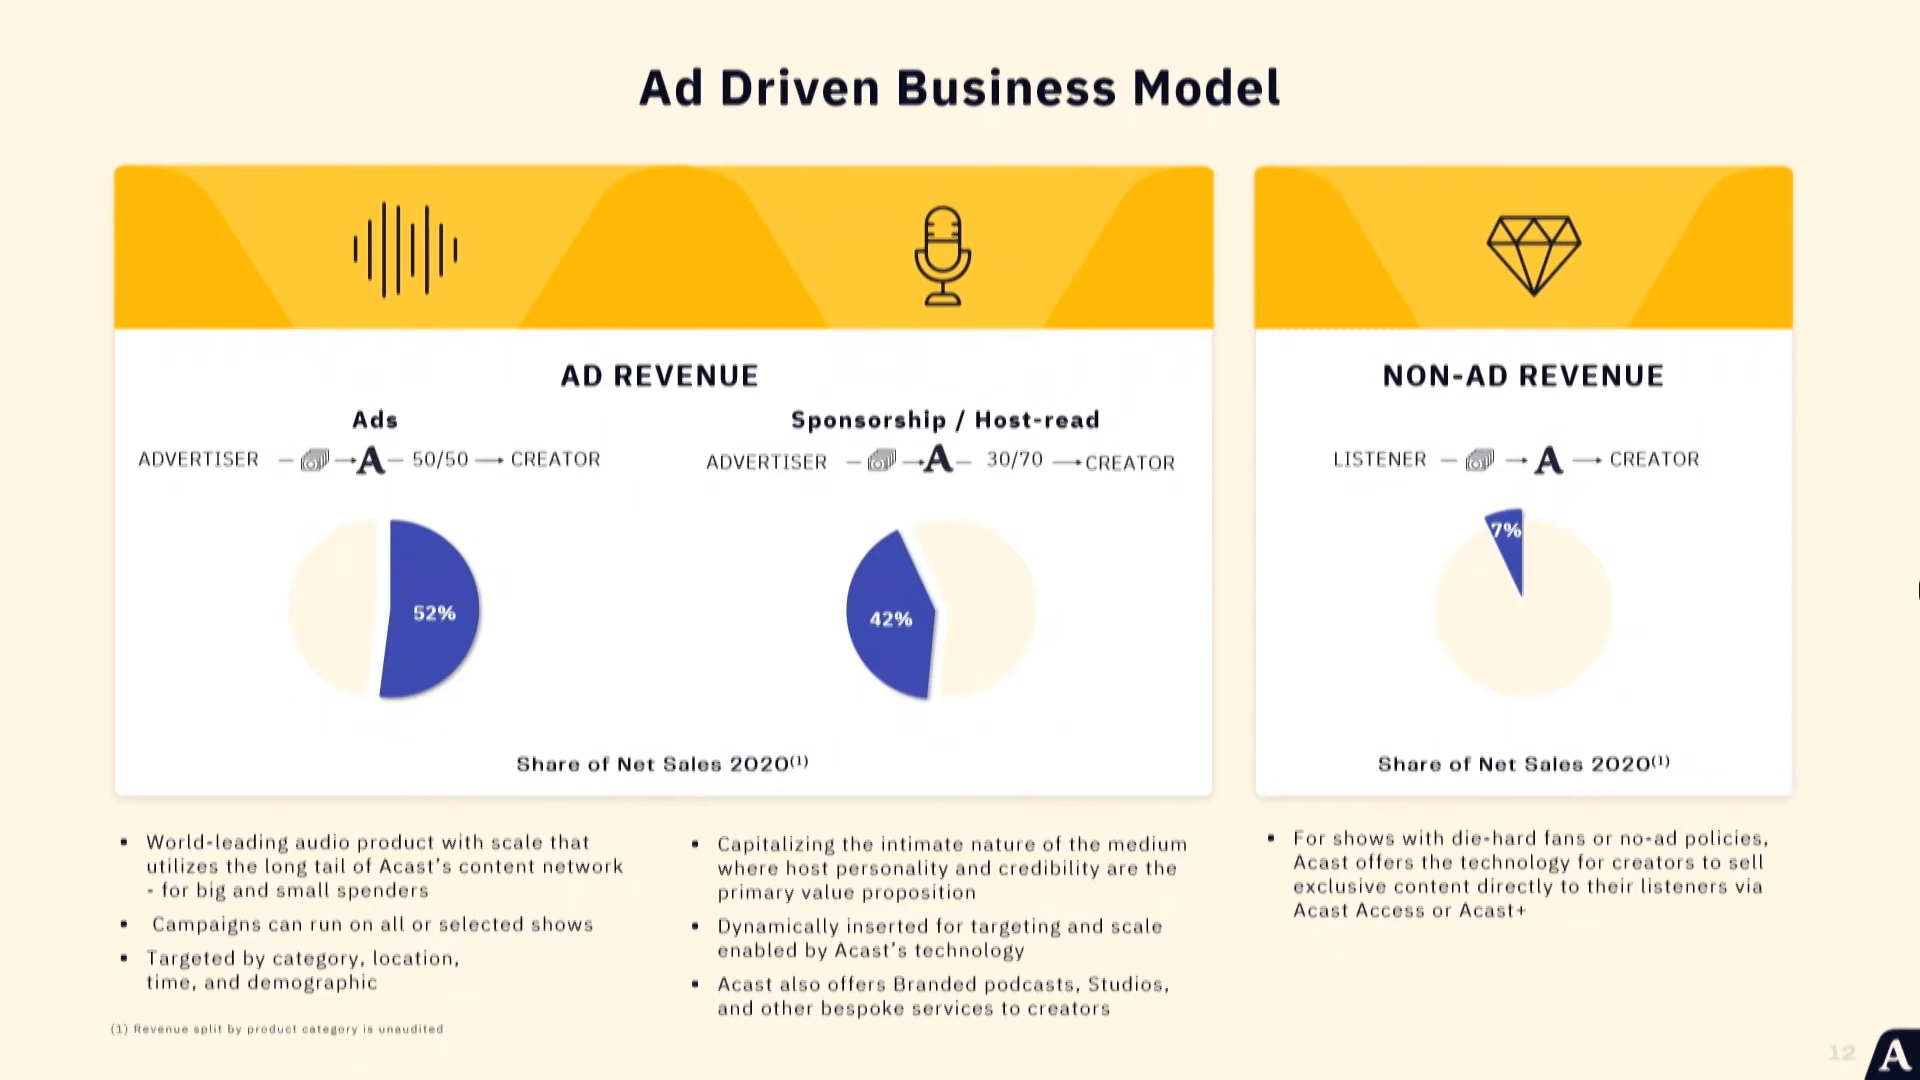 Ad Driven Business Model
AD REVENUE
Ads
ADVERTISER — → A — 50/50 → CREATOR
52%
Sponsorship / Host-read
ADVERTISER — → A — 30/70 → CREATOR
42%
Share of Net Sales 2020(1)
NON-AD REVENUE
LISTENER — → A → CREATOR
7%
Share of Net Sales 2020(1)
▪ World-leading audio product with scale that
utilizes the long tail of Acast's content network
- for big and small spenders
▪ Campaigns can run on all or selected shows
▪ Targeted by category, location,
time, and demographic
▪ Capitalizing the intimate nature of the medium
where host personality and credibility are the
primary value proposition
▪ Dynamically inserted for targeting and scale
enabled by Acast's technology
▪ Acast also offers Branded podcasts, Studios,
and other bespoke services to creators
▪ For shows with die-hard fans or no-ad policies,
Acast offers the technology for creators to sell
exclusive content directly to their listeners via
Acast Access or Acast+
(1) Revenue split by product category is unaudited
12
A